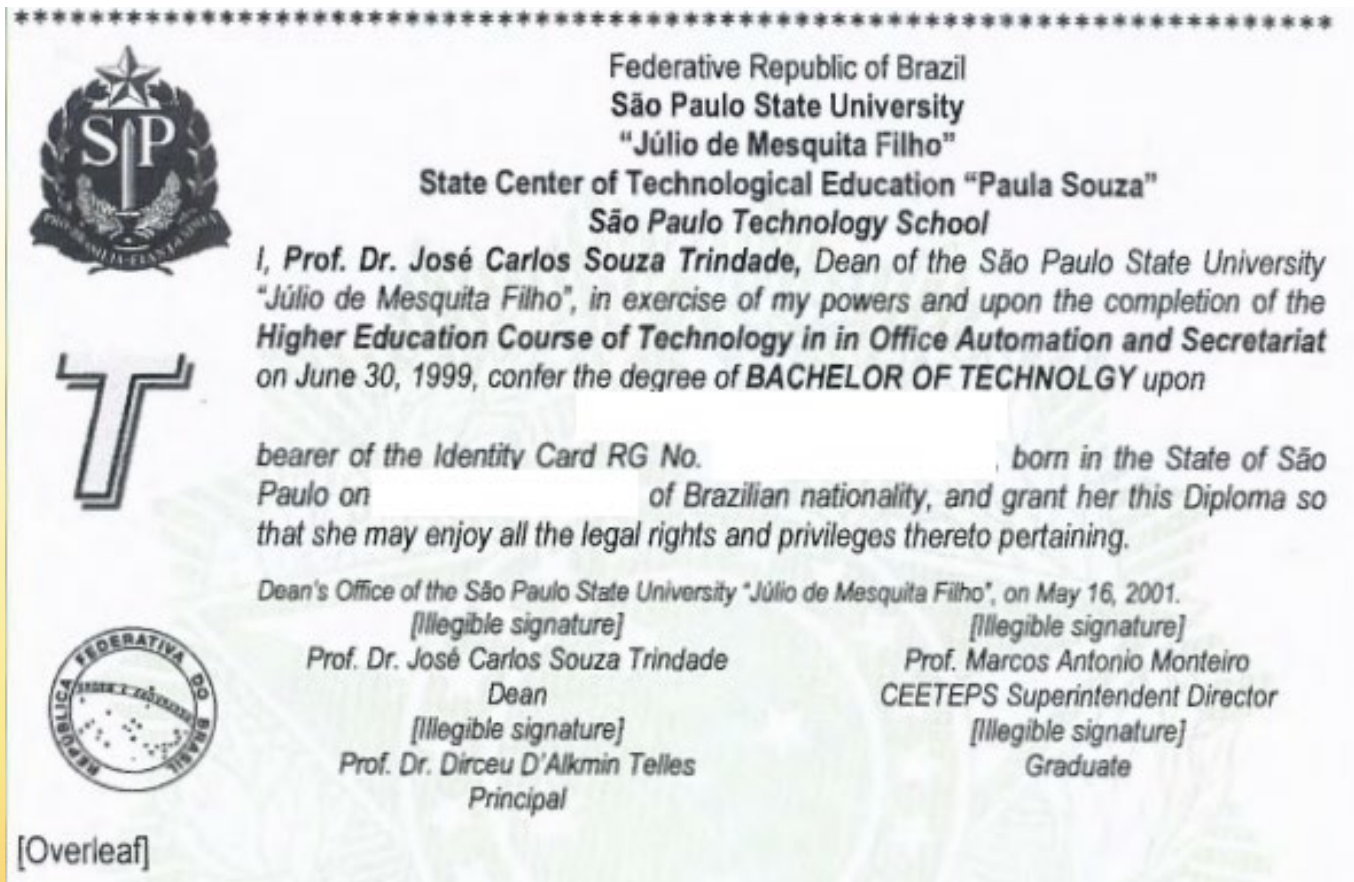 **********************************************************************
Federative Republic of Brazil
São Paulo State University
“Júlio de Mesquita Filho”
State Center of Technological Education “Paula Souza”
São Paulo Technology School
I, Prof. Dr. José Carlos Souza Trindade, Dean of the São Paulo State University
“Júlio de Mesquita Filho”, in exercise of my powers and upon the completion of the
Higher Education Course of Technology in in Office Automation and Secretariat
on June 30, 1999, confer the degree of BACHELOR OF TECHNOLGY upon
bearer of the Identity Card RG No. , born in the State of São
Paulo on of Brazilian nationality, and grant her this Diploma so
that she may enjoy all the legal rights and privileges thereto pertaining.
Dean's Office of the São Paulo State University “Júlio de Mesquita Filho”, on May 16, 2001.
[Illegible signature] [Illegible signature]
Prof. Dr. José Carlos Souza Trindade Prof. Marcos Antonio Monteiro
Dean CEETEPS Superintendent Director
[Illegible signature] [Illegible signature]
Prof. Dr. Dirceu D'Alkmin Telles Graduate
Principal
[Overleaf]
SP
T
REPÚBLICA FEDERATIVA DO BRASIL